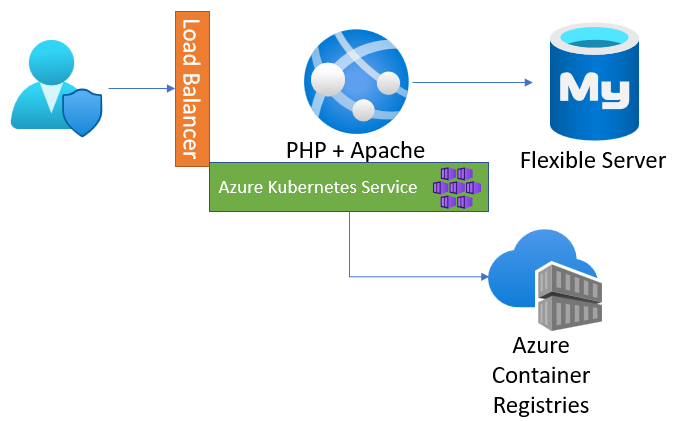 Load Balancer
My
PHP + Apache
Flexible Server
Azure Kubernetes Service
Azure
Container
Registries